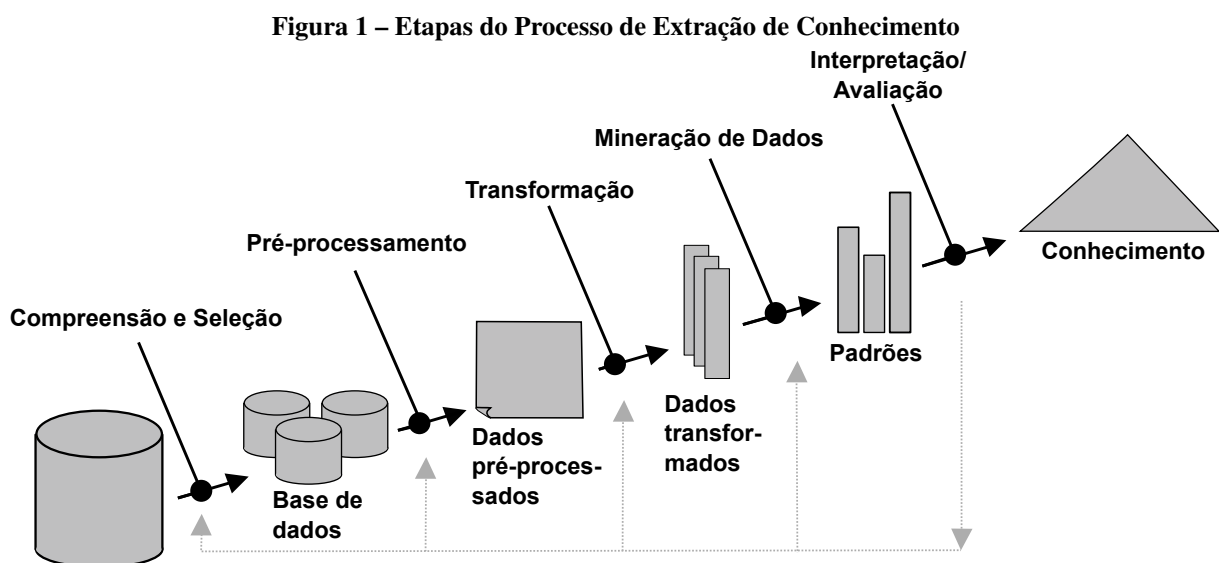 Figura 1 – Etapas do Processo de Extração de Conhecimento
Interpretação/
Avaliação
Mineração de Dados
Transformação
Pré-processamento
Compreensão e Seleção
Conhecimento
Padrões
Dados
transfor-
mados
Dados
pré-proces-
sados
Base de
dados